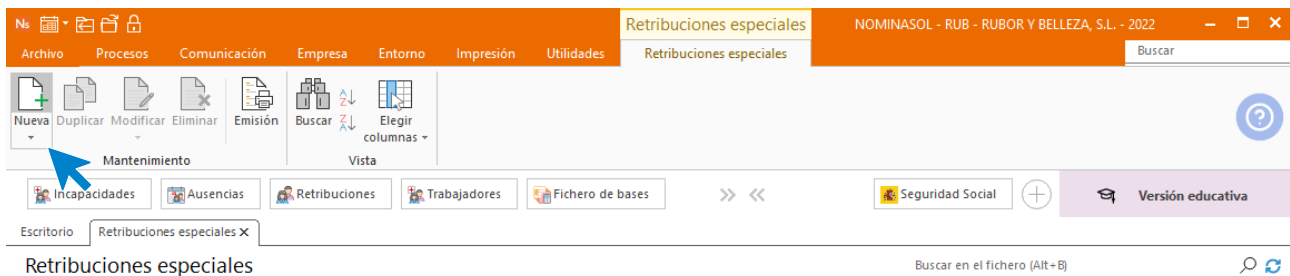 Ns Retribuciones especiales NOMINASOL - RUB - RUBOR Y BELLEZA, S.L. - 2022
Archivo Procesos Comunicación Empresa Entorno Impresión Utilidades Retribuciones especiales Buscar
Nueva Duplicar Modificar Eliminar Emisión Buscar A Z Z A Elegir columnas
Mantenimiento Vista
Incapacidades Ausencias Retribuciones Trabajadores Fichero de bases Seguridad Social Versión educativa
Escritorio Retribuciones especiales X
Retribuciones especiales Buscar en el fichero (Alt+B)